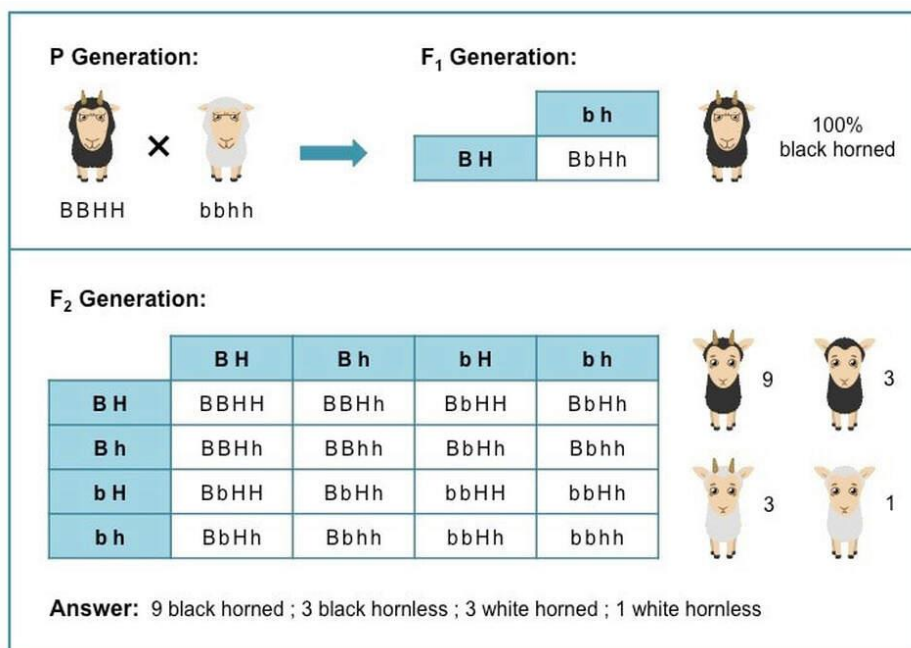 P Generation:
F₁ Generation:
b h
B H BbHh
100%
black horned
BBHH bbhh
F₂ Generation:
B H B h b H b h
B H BBHH BBHh BbHH BbHh
B h BBHh BBhh BbHh Bbhh
b H BbHH BbHh bbHH bbHh
b h BbHh Bbhh bbHh bbhh
9 3
3 1
Answer: 9 black horned ; 3 black hornless ; 3 white horned ; 1 white hornless